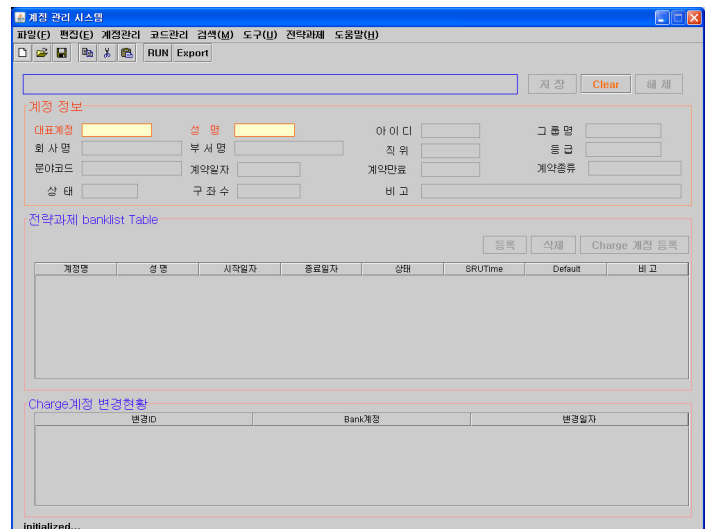 계정 관리 시스템
파일(F) 편집(E) 계정관리 코드관리 검색(M) 도구(U) 전략과제 도움말(H)
RUN Export
저 장 Clear 해 제
계정 정보
대표계정 성 명 아 이 디 그 룹 명
회 사 명 부 서 명 직 위 등 급
분야코드 계약일자 계약만료 계약종류
상 태 구 좌 수 비 고
전략과제 banklist Table
등록 삭제 Charge 계정 등록
계정명 성 명 시작일자 종료일자 상태 SRUTime Default 비 고
Charge계정 변경현황
변경ID Bank계정 변경일자
initialized...